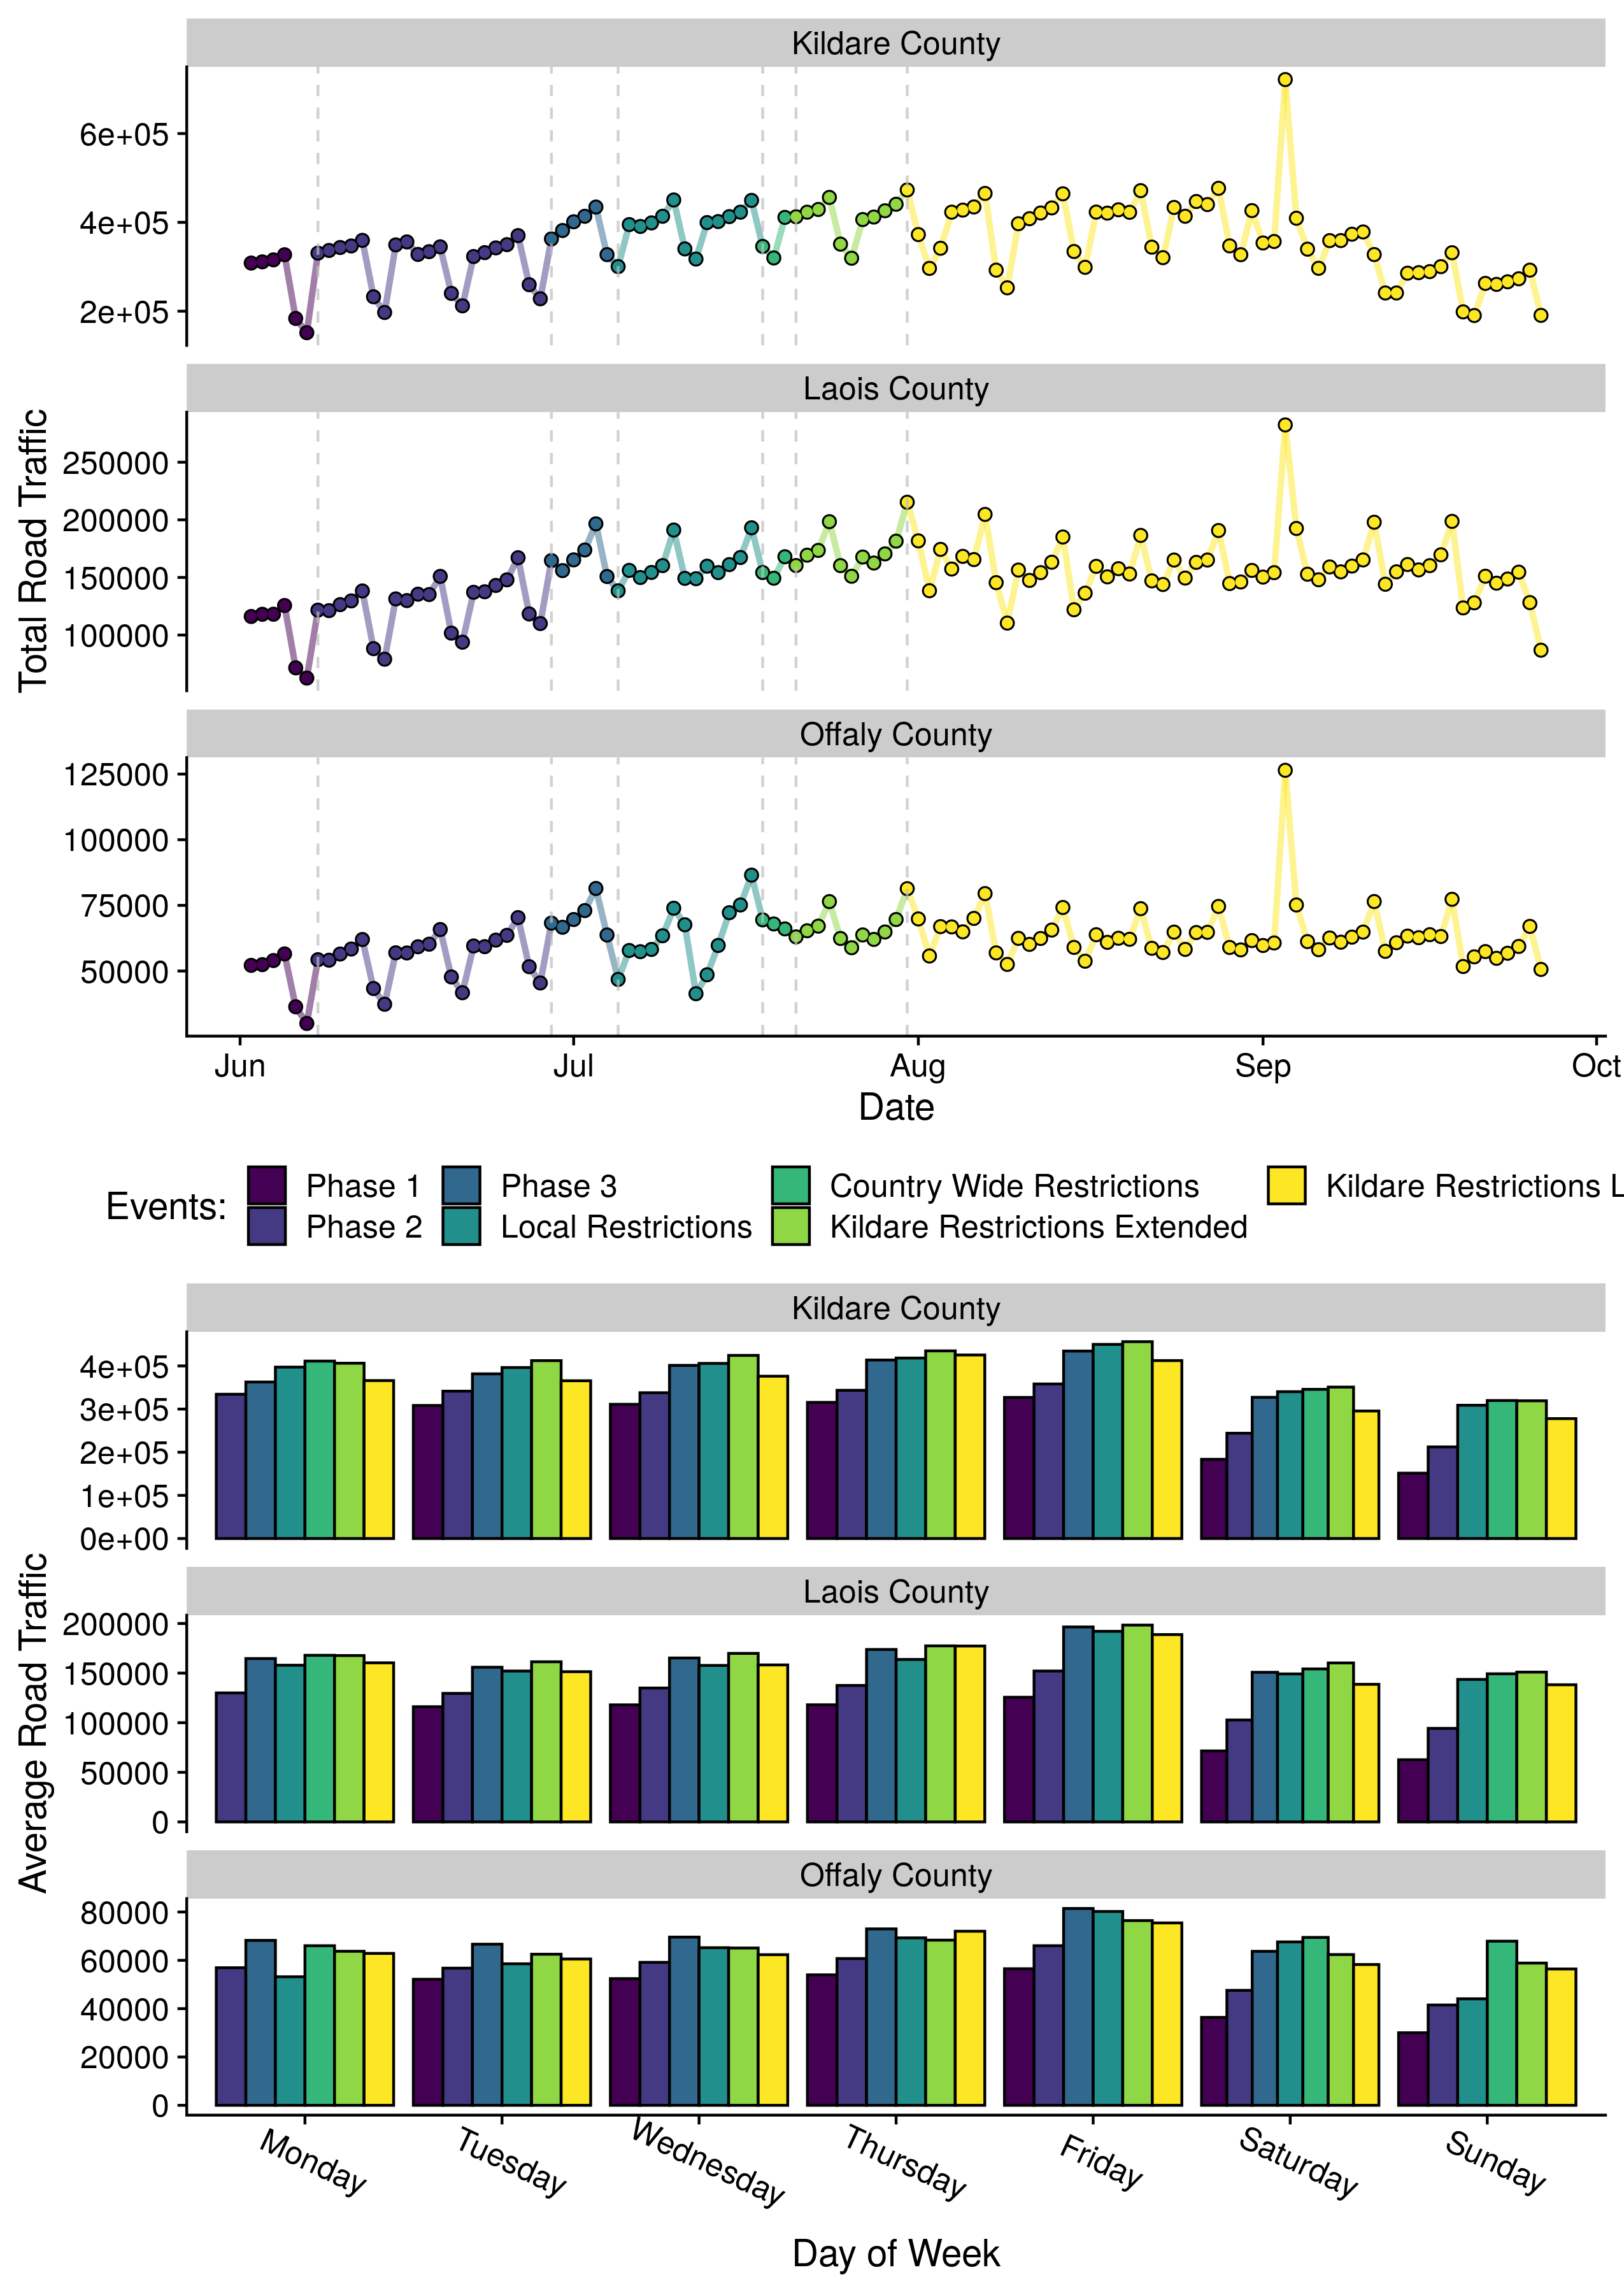 Kildare County
6e+05
4e+05
2e+05
Laois County
Total Road Traffic
250000
200000
150000
100000
Offaly County
125000
100000
75000
50000
Jun Jul Aug Sep Oct
Date
Events:
Phase 1 Phase 3 Country Wide Restrictions Kildare Restrictions L
Phase 2 Local Restrictions Kildare Restrictions Extended
Kildare County
4e+05
3e+05
2e+05
1e+05
0e+00
Average Road Traffic
Laois County
200000
150000
100000
50000
0
Offaly County
80000
60000
40000
20000
0
Monday Tuesday Wednesday Thursday Friday Saturday Sunday
Day of Week